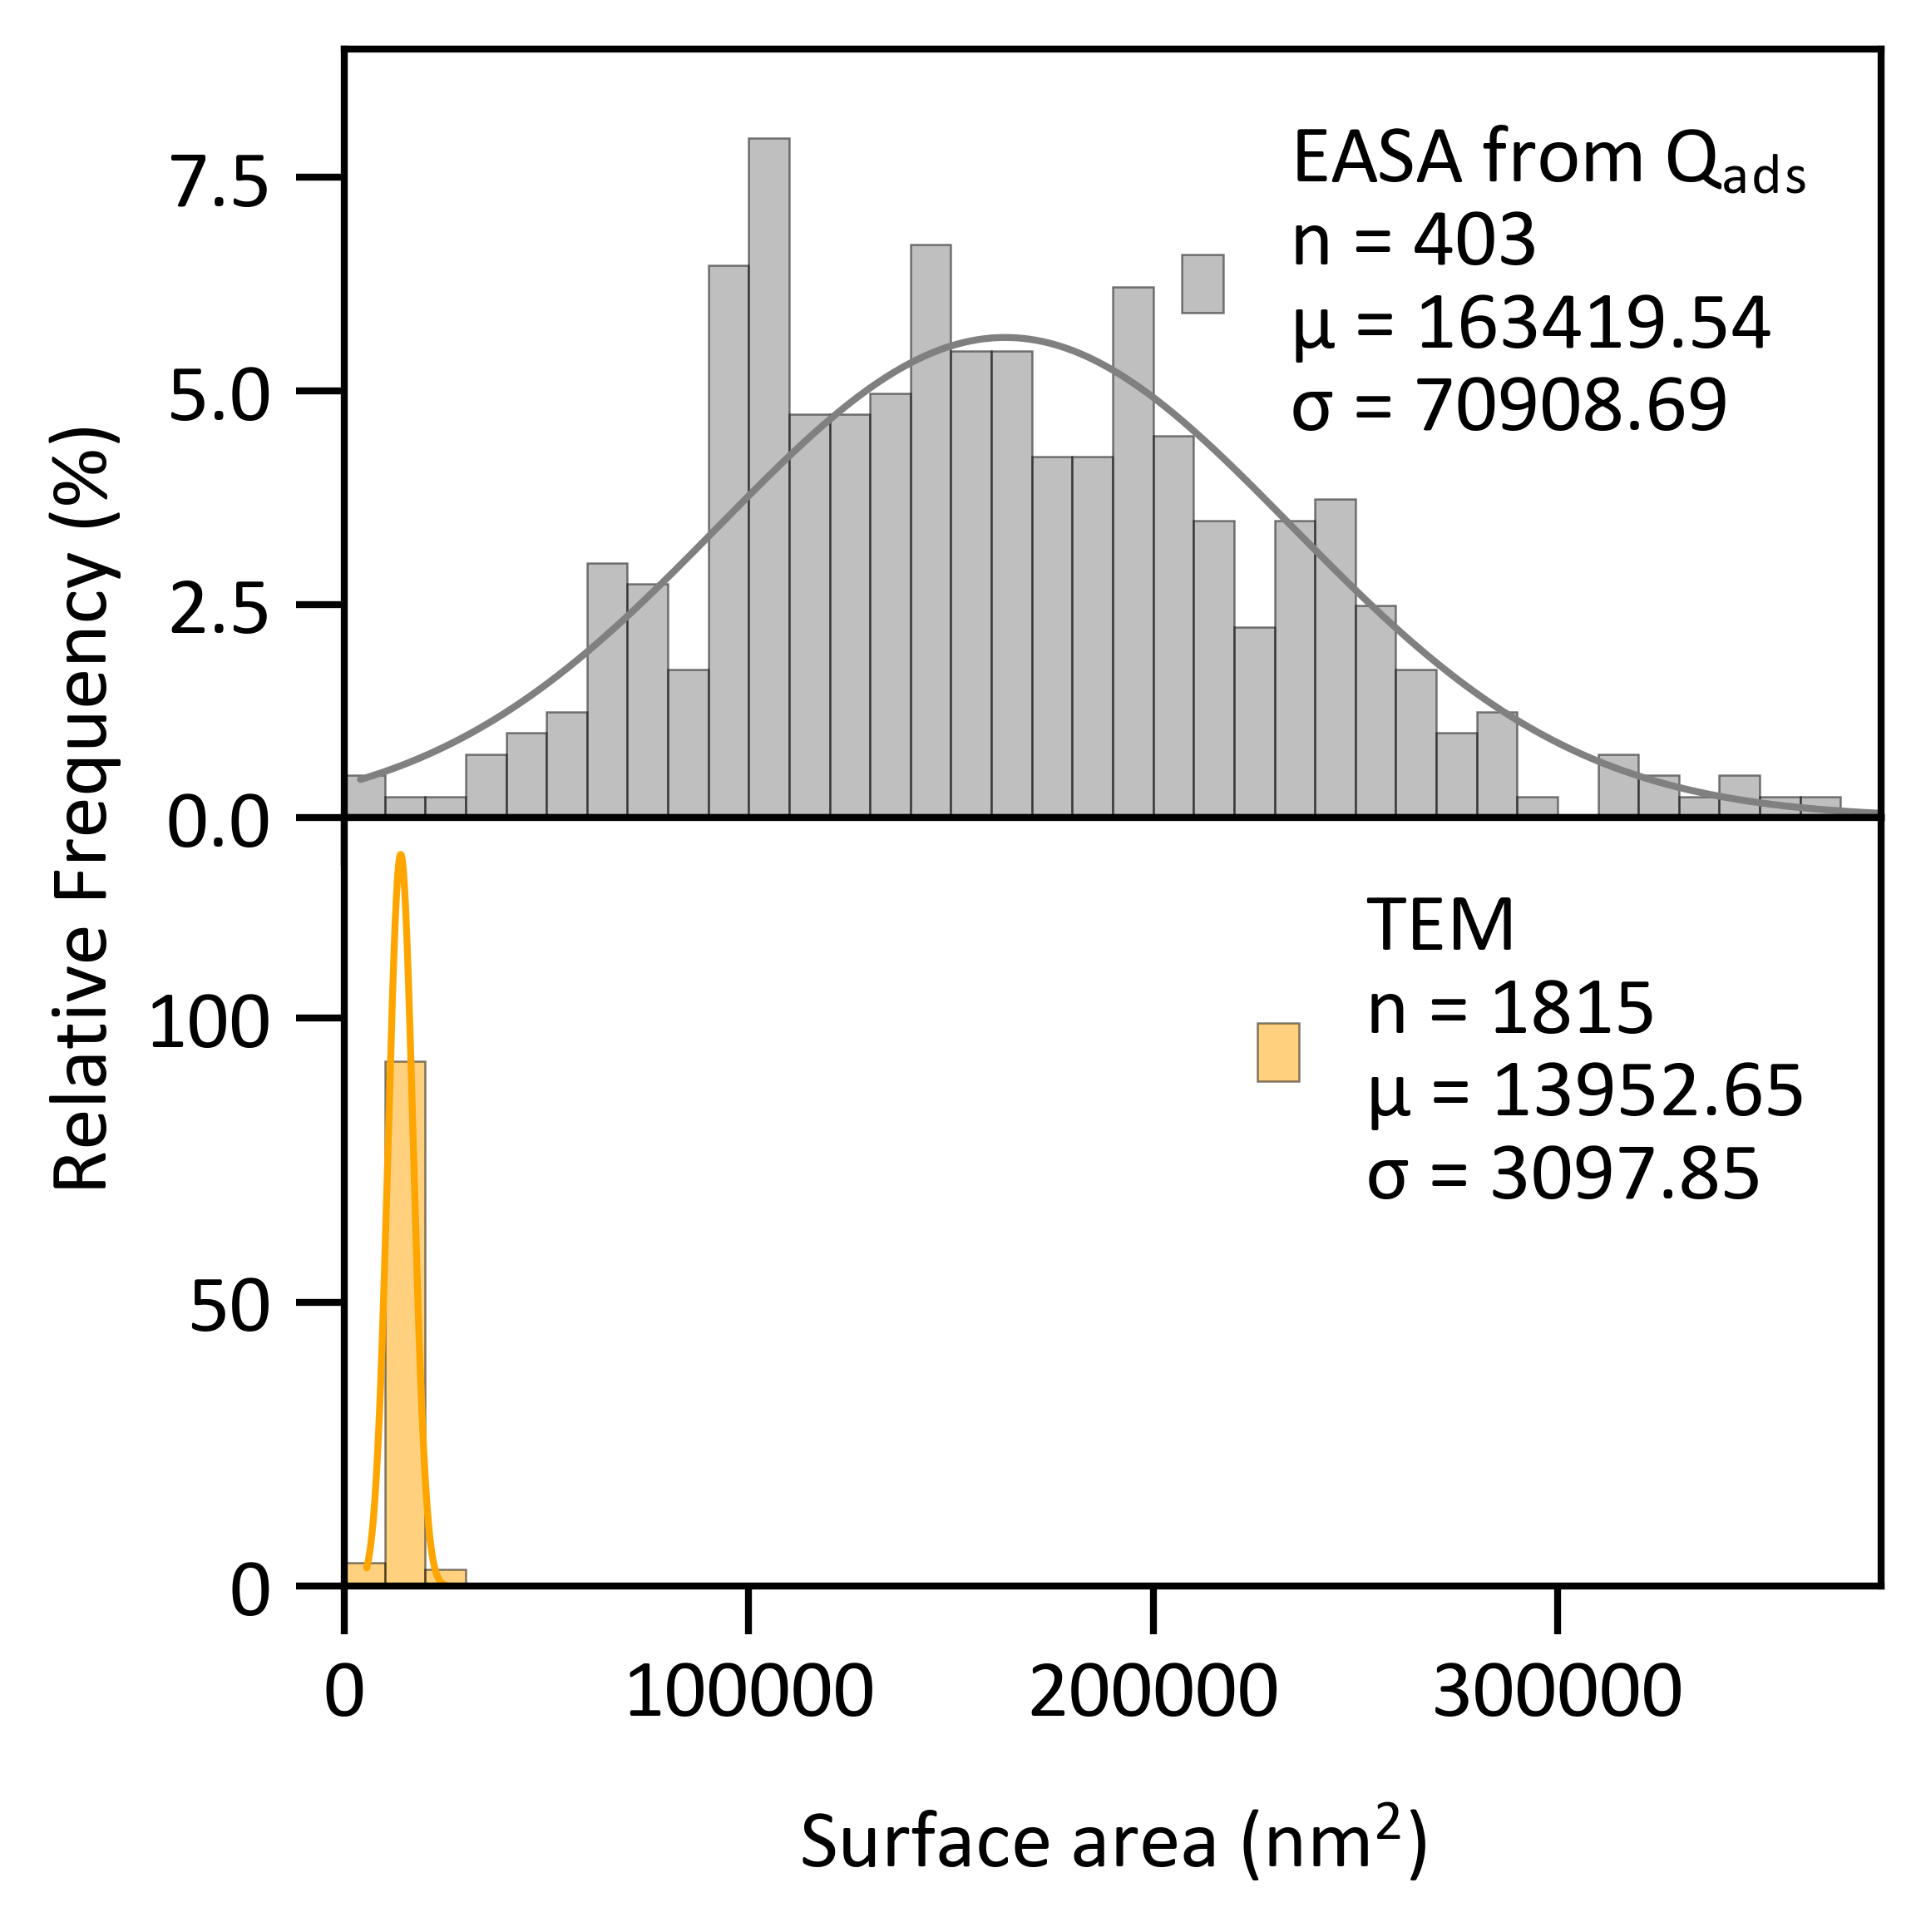 Relative Frequency (%)
7.5
5.0
2.5
0.0
EASA from Qads
n = 403
µ = 163419.54
σ = 70908.69
100
50
0
TEM
n = 1815
µ = 13952.65
σ = 3097.85
0 100000 200000 300000
Surface area (nm²)